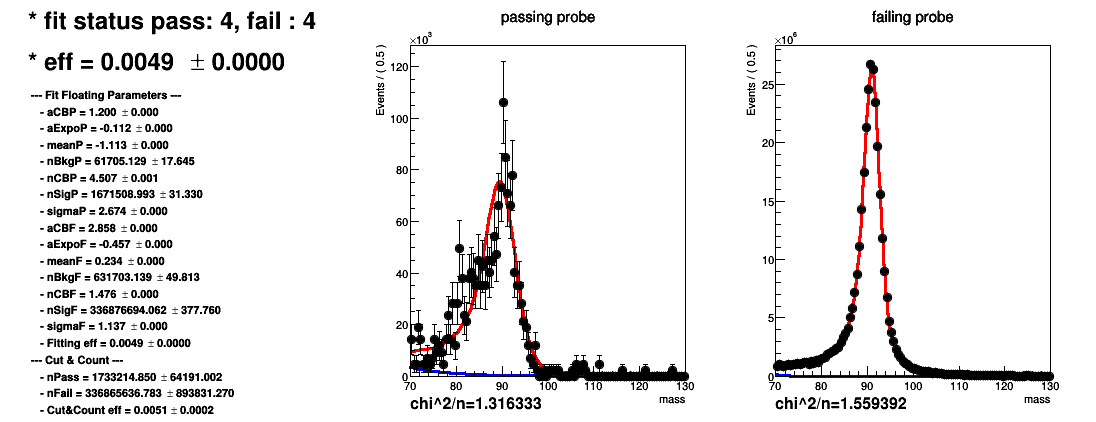 * fit status pass: 4, fail : 4
* eff = 0.0049 ± 0.0000
--- Fit Floating Parameters ---
- aCBP = 1.200 ± 0.000
- aExpoP = -0.112 ± 0.000
- meanP = -1.113 ± 0.000
- nBkgP = 61705.129 ± 17.645
- nCBP = 4.507 ± 0.001
- nSigP = 1671508.993 ± 31.330
- sigmaP = 2.674 ± 0.000
- aCBF = 2.858 ± 0.000
- aExpoF = -0.457 ± 0.000
- meanF = 0.234 ± 0.000
- nBkgF = 631703.139 ± 49.813
- nCBF = 1.476 ± 0.000
- nSigF = 336876694.062 ± 377.760
- sigmaF = 1.137 ± 0.000
- Fitting eff = 0.0049 ± 0.0000
--- Cut & Count ---
- nPass = 1733214.850 ± 64191.002
- nFail = 336865636.783 ± 893831.270
- Cut&Count eff = 0.0051 ± 0.0002
passing probe
×10³
Events / ( 0.5 )
120
100
80
60
40
20
0
70 80 90 100 110 120 130
mass
chi^2/n=1.316333
failing probe
×10⁶
Events / ( 0.5 )
25
20
15
10
5
0
70 80 90 100 110 120 130
mass
chi^2/n=1.559392